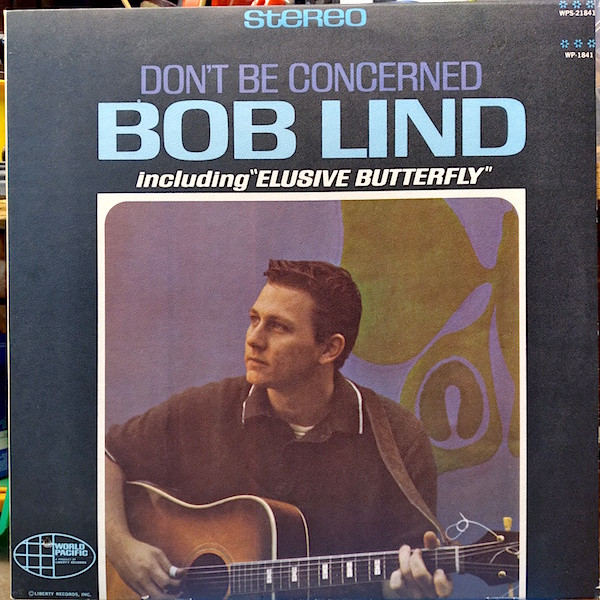 stereo
WPS-21841
WP-1841
DON'T BE CONCERNED
BOB LIND
including "ELUSIVE BUTTERFLY"
WORLD
PACIFIC
A PRODUCT OF
LIBERTY RECORDS
©LIBERTY RECORDS, INC.